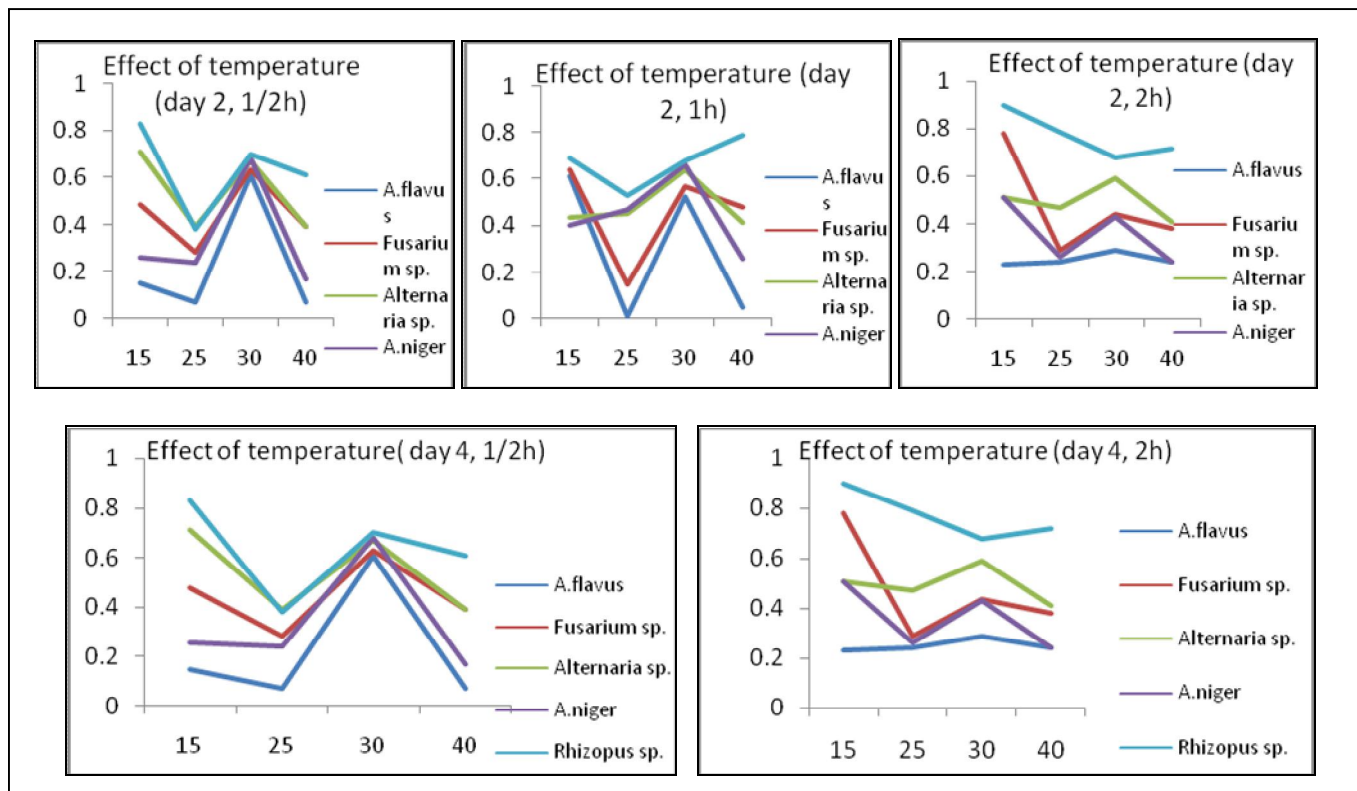 Effect of temperature
(day 2, 1/2h)
1
0.8
0.6
0.4
0.2
0
15 25 30 40
A.flavu
s
Fusariu
m sp.
Alterna
ria sp.
A.niger
Effect of temperature (day
2, 1h)
1
0.8
0.6
0.4
0.2
0
15 25 30 40
A.flavu
s
Fusariu
m sp.
Alternar
ia sp.
A.niger
Effect of temperature (day
2, 2h)
1
0.8
0.6
0.4
0.2
0
15 25 30 40
A.flavus
Fusariu
m sp.
Alternar
ia sp.
A.niger
Effect of temperature( day 4, 1/2h)
1
0.8
0.6
0.4
0.2
0
15 25 30 40
A.flavus
Fusarium sp.
Alternaria sp.
A.niger
Rhizopus sp.
Effect of temperature (day 4, 2h)
1
0.8
0.6
0.4
0.2
0
15 25 30 40
A.flavus
Fusarium sp.
Alternaria sp.
A.niger
Rhizopus sp.